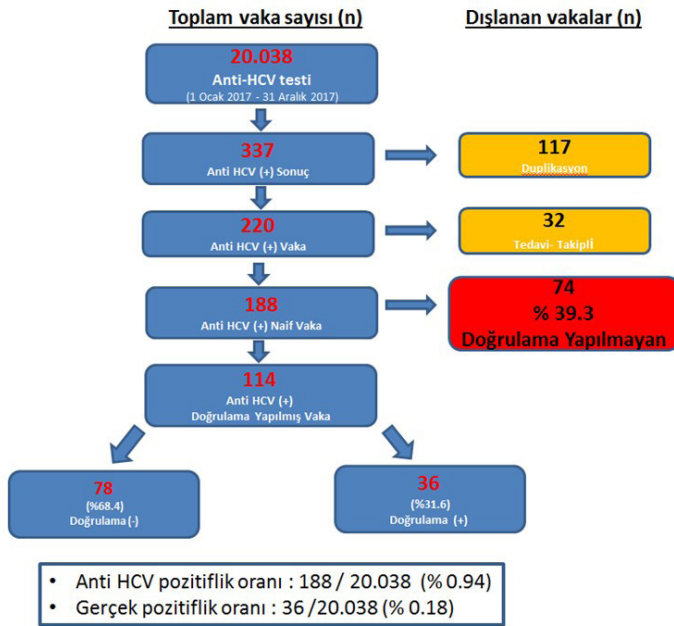 Toplam vaka sayısı (n)
Dışlanan vakalar (n)
20.038
Anti-HCV testi
(1 Ocak 2017 - 31 Aralık 2017)
337
Anti HCV (+) Sonuç
117
Duplikasyon
220
Anti HCV (+) Vaka
32
Tedavi- Takipli
188
Anti HCV (+) Naif Vaka
74
% 39.3
Doğrulama Yapılmayan
114
Anti HCV (+)
Doğrulama Yapılmış Vaka
78
(%68.4)
Doğrulama (-)
36
(%31.6)
Doğrulama (+)
• Anti HCV pozitiflik oranı : 188 / 20.038 (% 0.94)
• Gerçek pozitiflik oranı : 36 /20.038 (% 0.18)